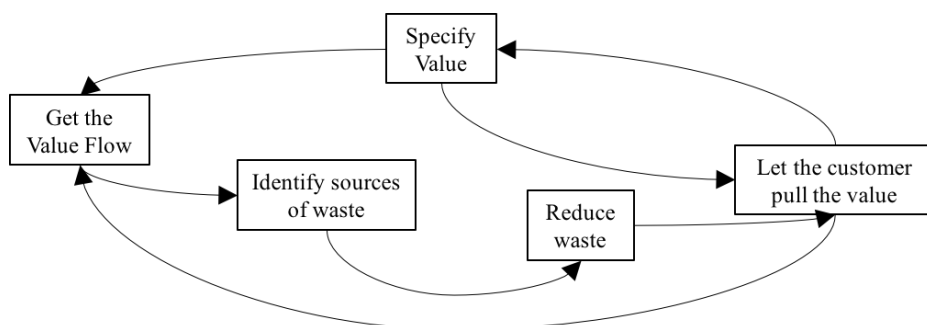 Specify
Value
Get the
Value Flow
Identify sources
of waste
Reduce
waste
Let the customer
pull the value